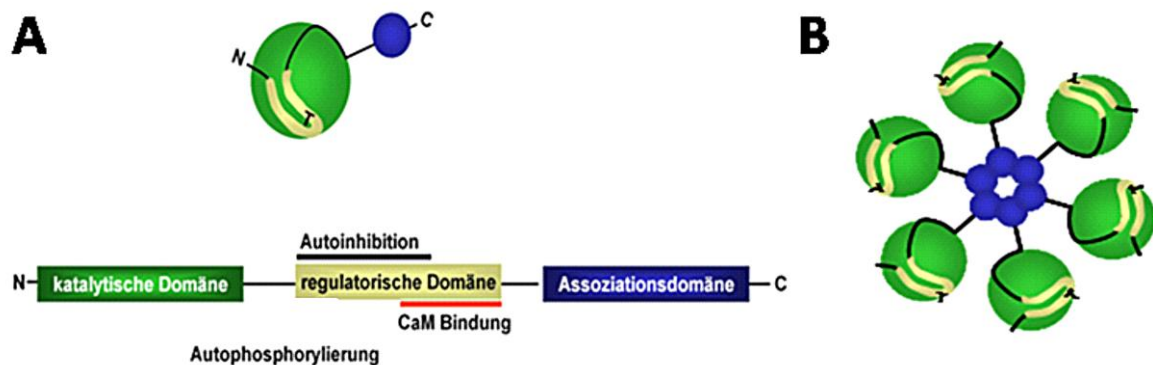 A
N
C
B
Autoinhibition
N
katalytische Domäne
regulatorische Domäne
Assoziationsdomäne
C
CaM Bindung
Autophosphorylierung